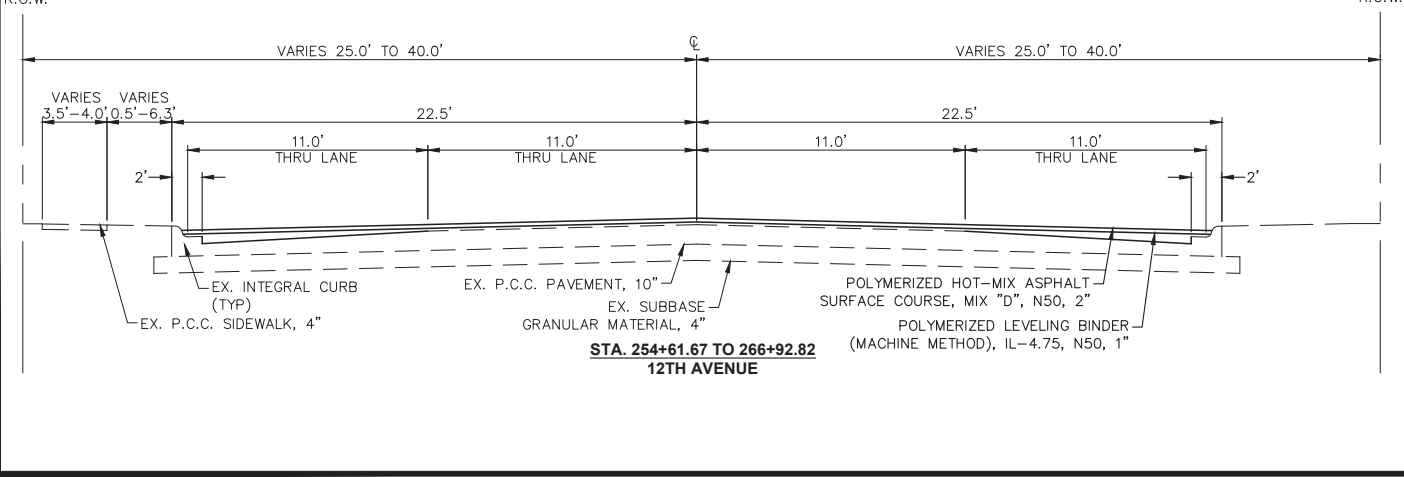 R.O.W.
R.O.W.
VARIES 25.0' TO 40.0'
℄
VARIES 25.0' TO 40.0'
VARIES
3.5'-4.0'
VARIES
0.5'-6.3'
22.5'
22.5'
11.0'
THRU LANE
11.0'
THRU LANE
11.0'
11.0'
THRU LANE
2'
2'
EX. INTEGRAL CURB
(TYP)
EX. P.C.C. SIDEWALK, 4"
EX. P.C.C. PAVEMENT, 10"
EX. SUBBASE
GRANULAR MATERIAL, 4"
POLYMERIZED HOT-MIX ASPHALT
SURFACE COURSE, MIX "D", N50, 2"
POLYMERIZED LEVELING BINDER
(MACHINE METHOD), IL-4.75, N50, 1"
STA. 254+61.67 TO 266+92.82
12TH AVENUE